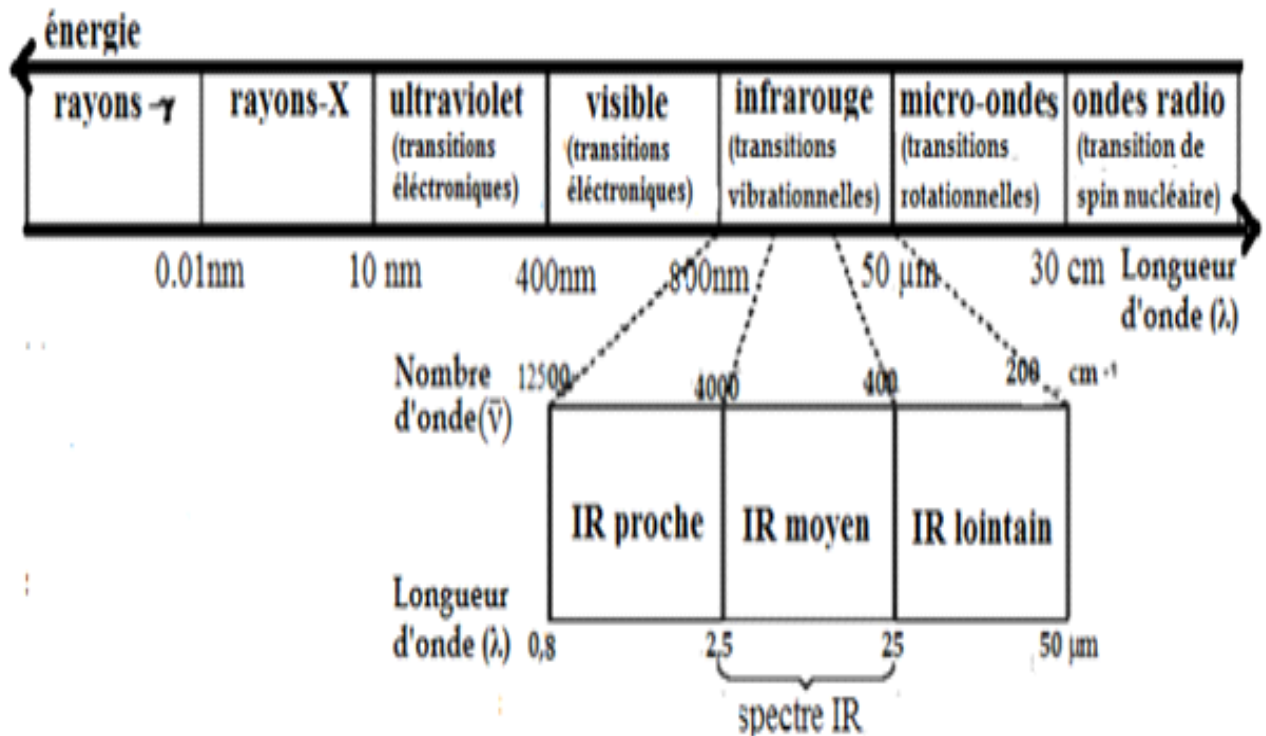 énergie
rayons-γ rayons-X ultraviolet visible infrarouge micro-ondes ondes radio
(transitions (transitions (transitions (transitions (transition de
éléctroniques) éléctroniques) vibrationnelles) rotationnelles) spin nucléaire)
0.01nm 10 nm 400nm 800nm 50 µm 30 cm Longueur
d'onde (λ)
Nombre 12500 4000 400 200 cm⁻¹
d'onde(ν̅)
IR proche IR moyen IR lointain
Longueur
d'onde (λ) 0,8 2,5 25 50 µm
spectre IR